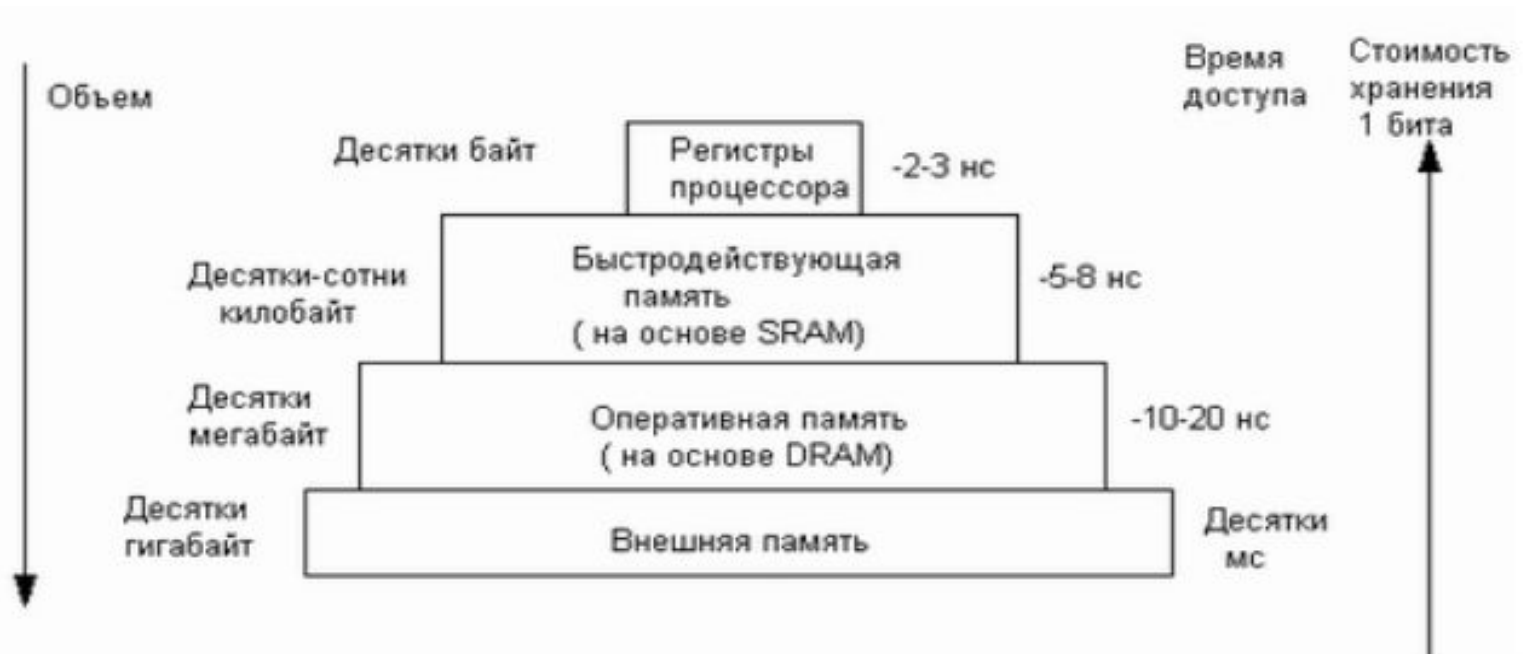 Объем
Время
доступа
Стоимость
хранения
1 бита
Десятки байт
Регистры
процессора
-2-3 нс
Десятки-сотни
килобайт
Быстродействующая
память
( на основе SRAM)
-5-8 нс
Десятки
мегабайт
Оперативная память
( на основе DRAM)
-10-20 нс
Десятки
гигабайт
Внешняя память
Десятки
мс